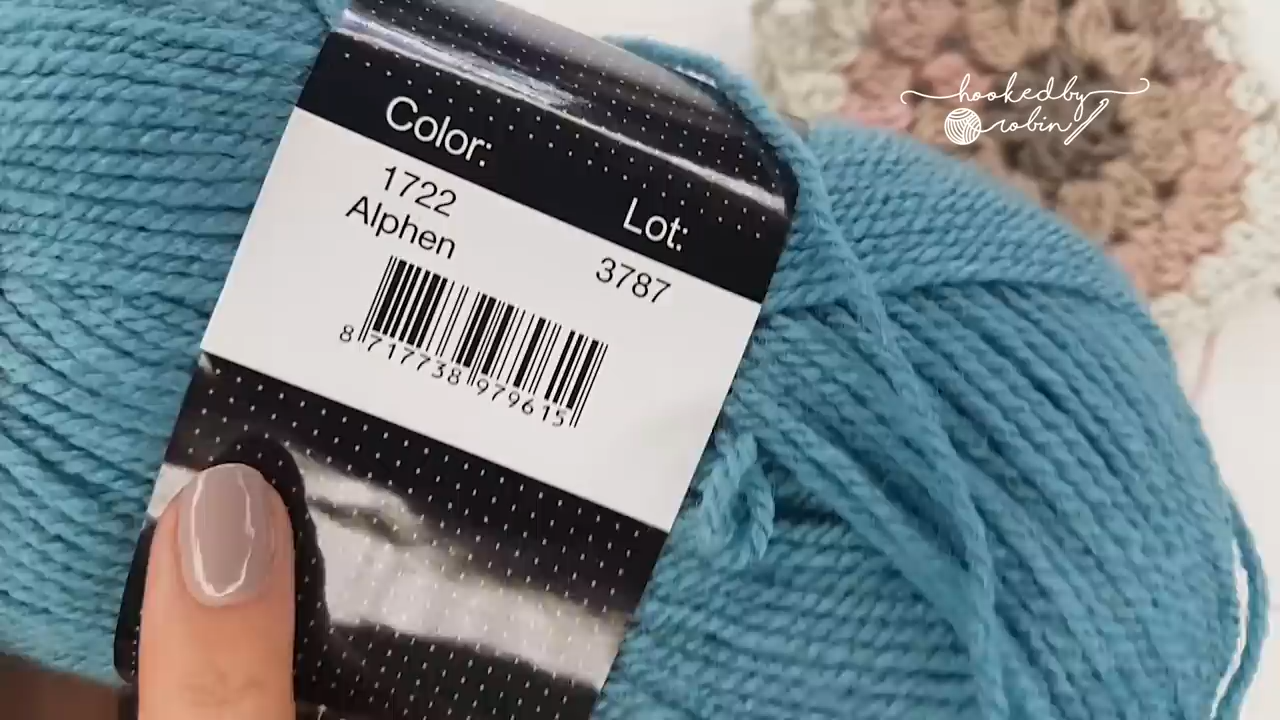 hookedby
robin
Color:
1722
Alphen
Lot:
3787
8 717738 979615